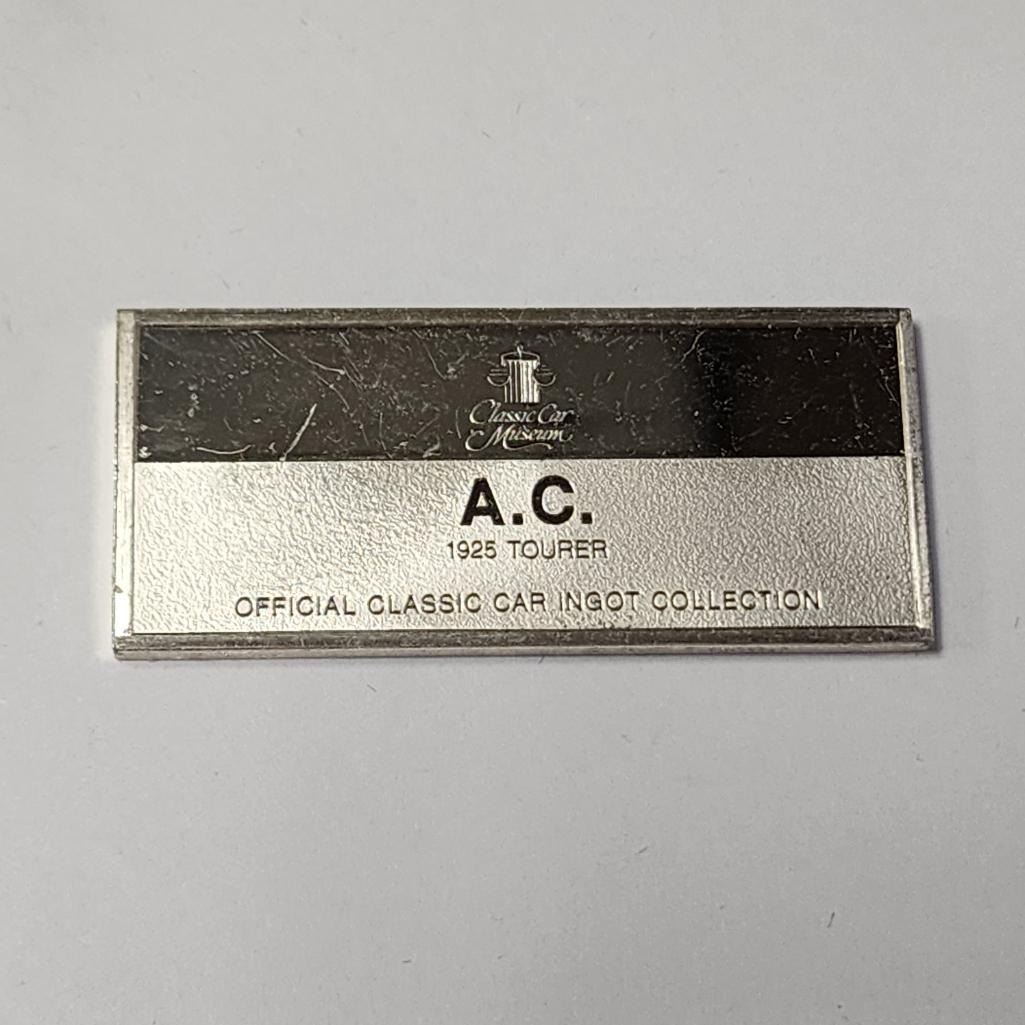 Classic Car
Museum
A.C.
1925 TOURER
OFFICIAL CLASSIC CAR INGOT COLLECTION